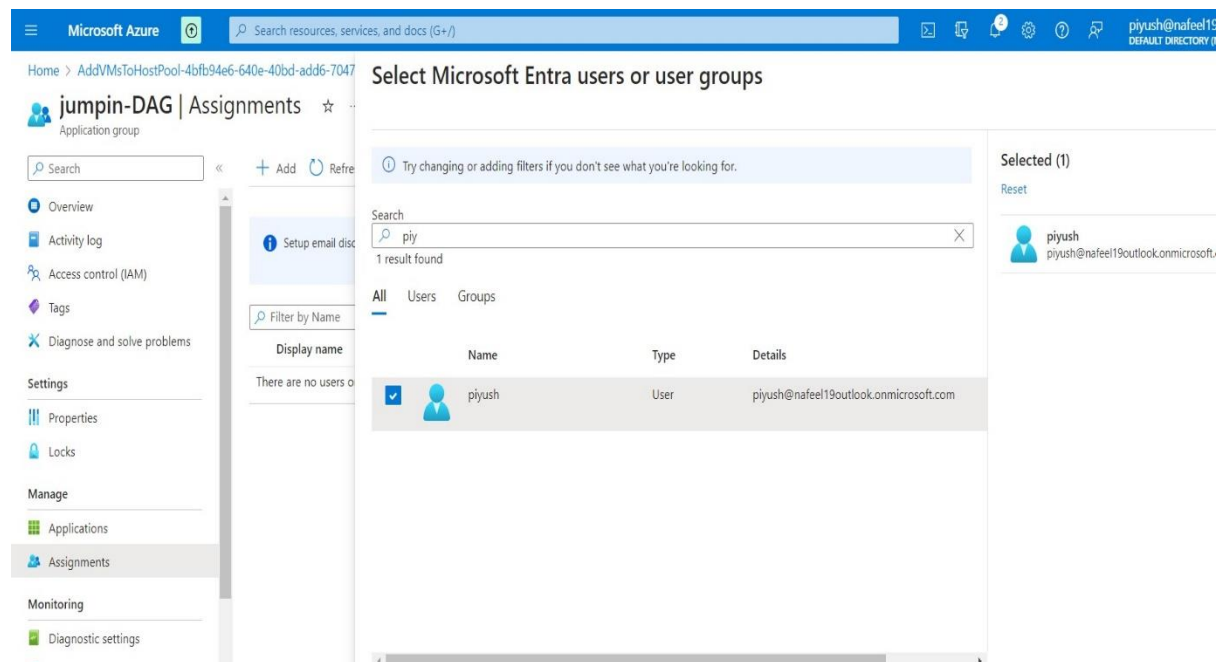 Microsoft Azure
Search resources, services, and docs (G+/)
2
piyush@nafeel19
DEFAULT DIRECTORY (
Home > AddVMsToHostPool-4bfb94e6-640e-40bd-add6-7047
jumpin-DAG | Assignments
Application group
Search
Overview
Activity log
Access control (IAM)
Tags
Diagnose and solve problems
Settings
Properties
Locks
Manage
Applications
Assignments
Monitoring
Diagnostic settings
Add Refre
Setup email disc
Filter by Name
Display name
There are no users o
Select Microsoft Entra users or user groups
Try changing or adding filters if you don't see what you're looking for.
Search
piy
1 result found
All Users Groups
Name Type Details
piyush User piyush@nafeel19outlook.onmicrosoft.com
Selected (1)
Reset
piyush
piyush@nafeel19outlook.onmicrosoft.